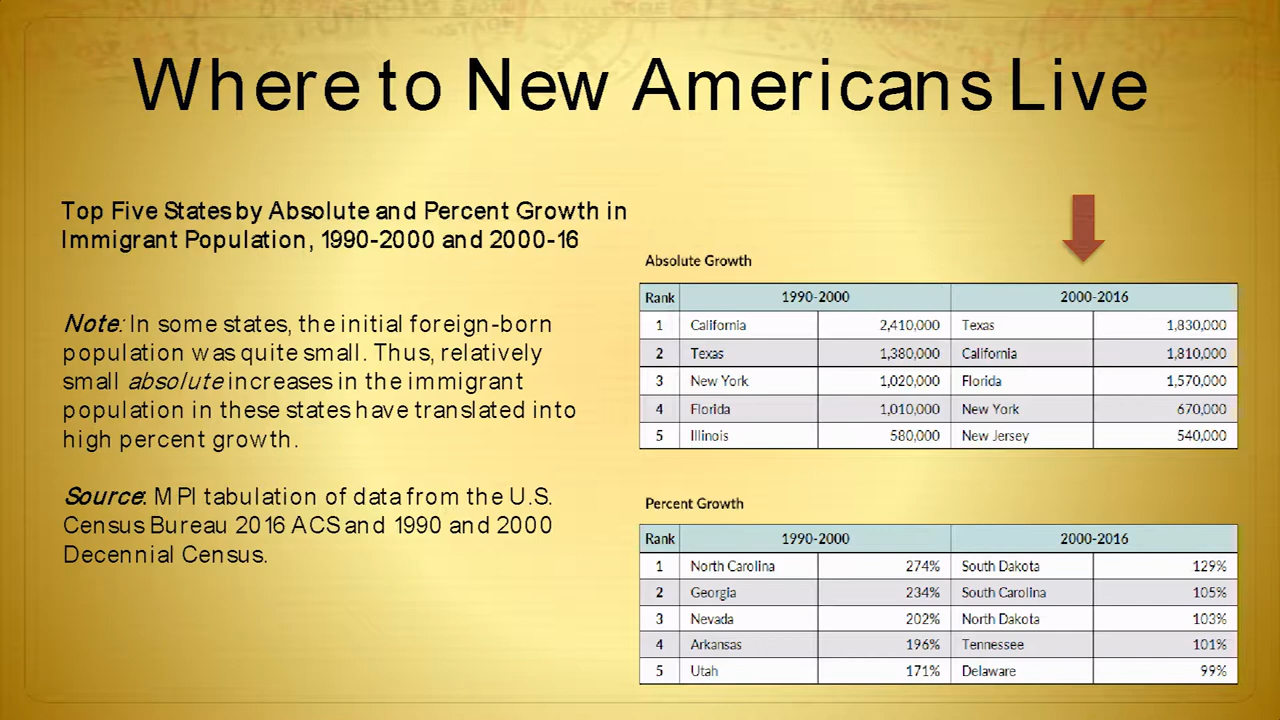 Where to New Americans Live
Top Five States by Absolute and Percent Growth in
Immigrant Population, 1990-2000 and 2000-16
Note: In some states, the initial foreign-born
population was quite small. Thus, relatively
small absolute increases in the immigrant
population in these states have translated into
high percent growth.
Source: MPI tabulation of data from the U.S.
Census Bureau 2016 ACS and 1990 and 2000
Decennial Census.
Absolute Growth
Rank 1990-2000 2000-2016
1 California 2,410,000 Texas 1,830,000
2 Texas 1,380,000 California 1,810,000
3 New York 1,020,000 Florida 1,570,000
4 Florida 1,010,000 New York 670,000
5 Illinois 580,000 New Jersey 540,000
Percent Growth
Rank 1990-2000 2000-2016
1 North Carolina 274% South Dakota 129%
2 Georgia 234% South Carolina 105%
3 Nevada 202% North Dakota 103%
4 Arkansas 196% Tennessee 101%
5 Utah 171% Delaware 99%